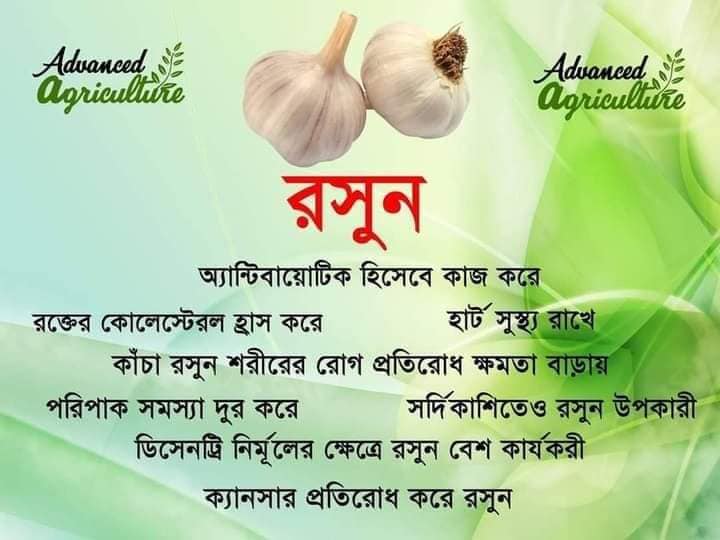 Advanced
Agriculture
Advanced
Agriculture
রসুন
অ্যান্টিবায়োটিক হিসেবে কাজ করে
রক্তের কোলেস্টেরল হ্রাস করে
হার্ট সুস্থ্য রাখে
কাঁচা রসুন শরীরের রোগ প্রতিরোধ ক্ষমতা বাড়ায়
পরিপাক সমস্যা দুর করে
সর্দিকাশিতেও রসুন উপকারী
ডিসেনট্রি নির্মূলের ক্ষেত্রে রসুন বেশ কার্যকরী
ক্যানসার প্রতিরোধ করে রসুন